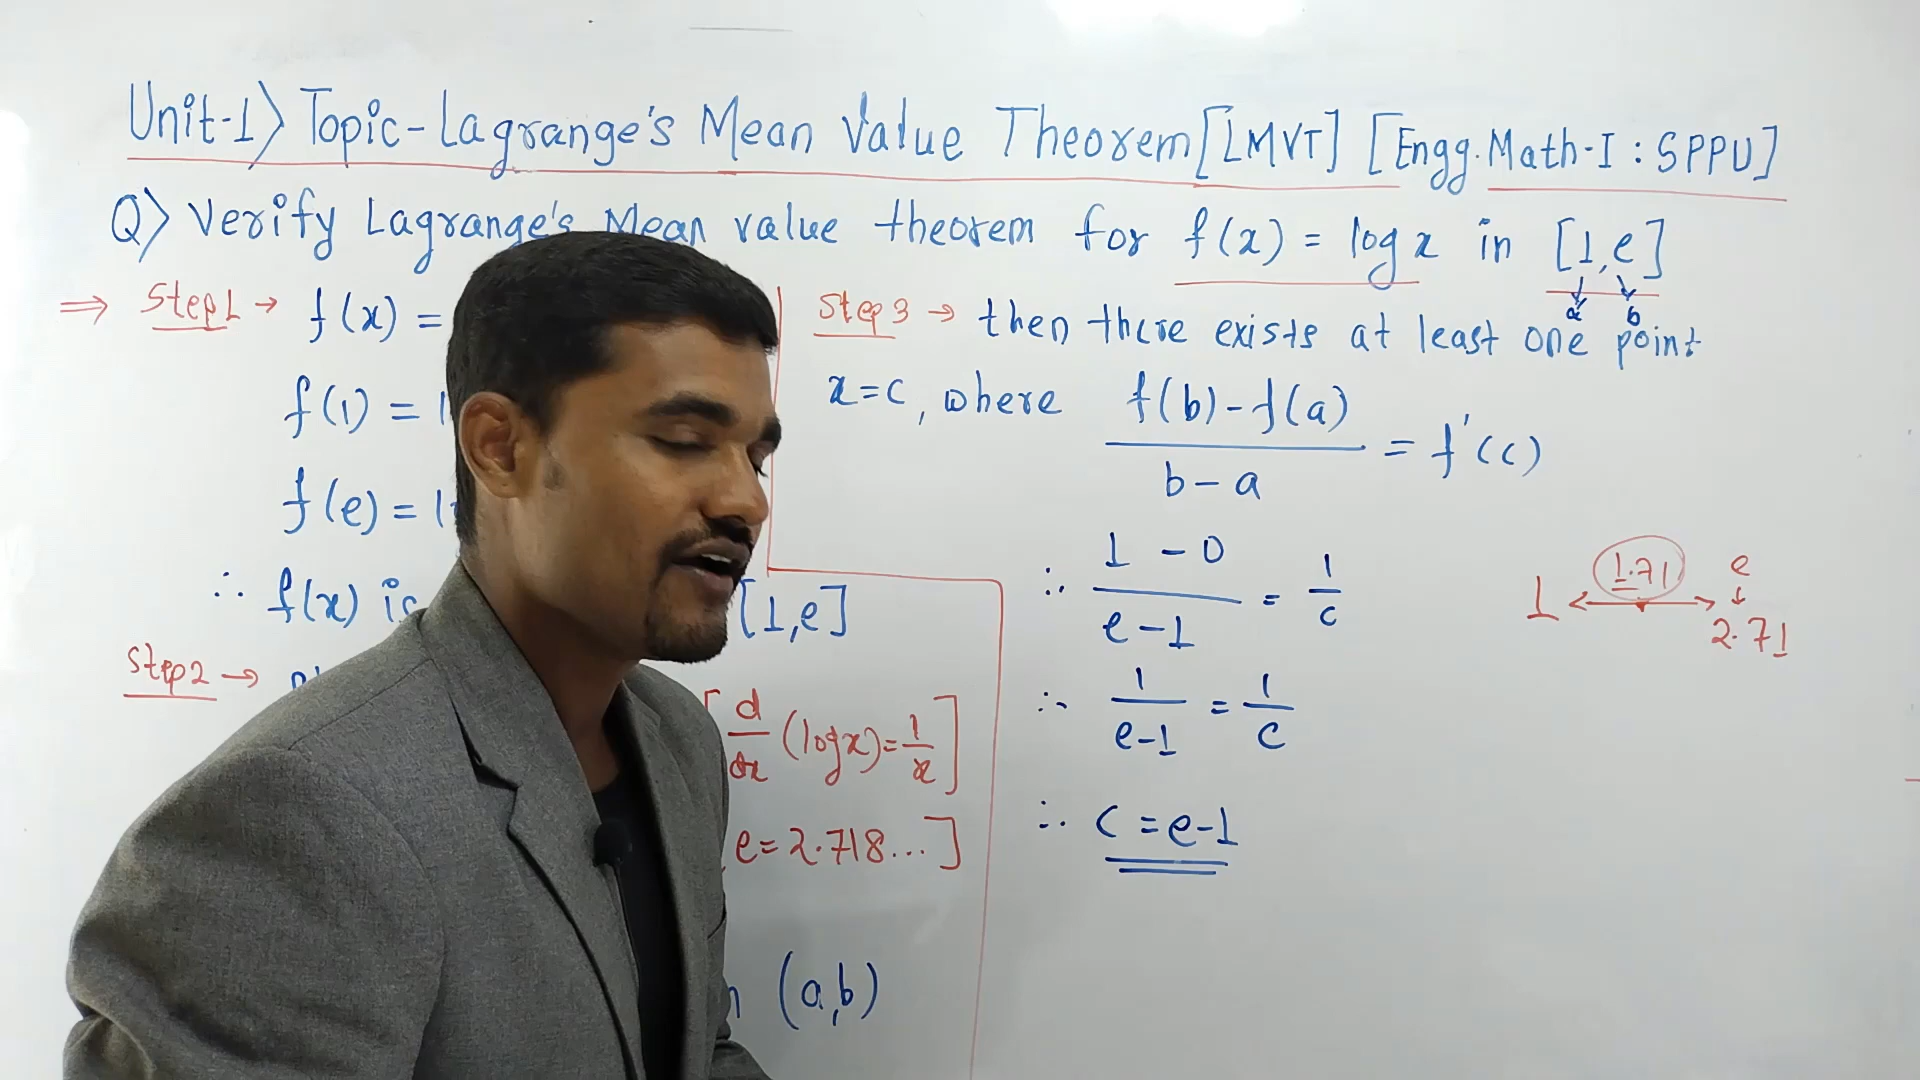 Unit-1) Topic-Lagrange's Mean Value Theorem [LMVT] [Engg. Math-I : SPPU]
Q) Verify Lagrange's Mean value theorem for f(x) = log x in [1, e]
a b
⇒ Step1 → f(x) =
f(1) =
f(e) =
∴ f(x) is [1, e]
Step2 →
[d/dx (log x) = 1/x]
e = 2.718...]
(a, b)
Step 3 → then there exists at least one point
x = c, where f(b) - f(a) / b - a = f'(c)
∴ 1 - 0 / e - 1 = 1/c
∴ 1 / e-1 = 1/c
∴ c = e-1
1 ↔ 1.71 e
↓
2.71